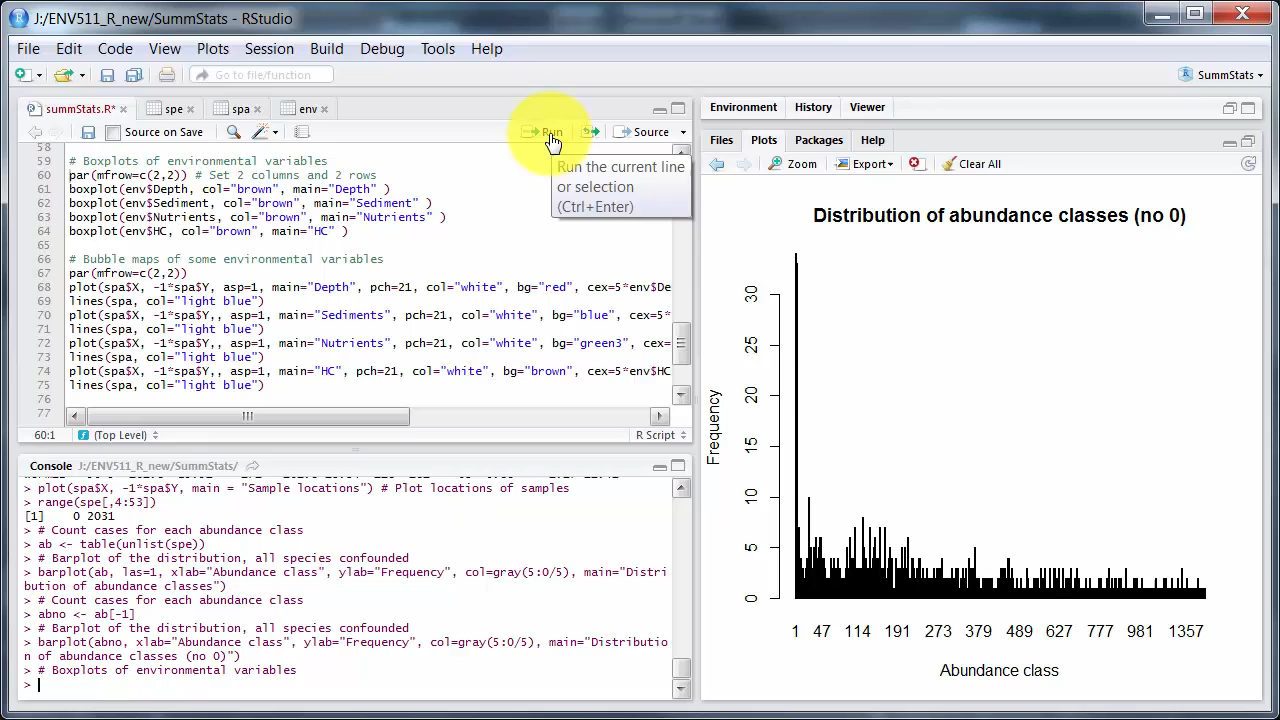 J:/ENV511_R_new/SummStats - RStudio
File Edit Code View Plots Session Build Debug Tools Help
Go to file/function
SummStats
summStats.R* spe spa env
Source on Save
Run
Source
58
59 # Boxplots of environmental variables
60 par(mfrow=c(2,2)) # Set 2 columns and 2 rows
61 boxplot(env$Depth, col="brown", main="Depth" )
62 boxplot(env$Sediment, col="brown", main="Sediment" )
63 boxplot(env$Nutrients, col="brown", main="Nutrients" )
64 boxplot(env$HC, col="brown", main="HC" )
65
66 # Bubble maps of some environmental variables
67 par(mfrow=c(2,2))
68 plot(spa$X, -1*spa$Y, asp=1, main="Depth", pch=21, col="white", bg="red", cex=5*env$De
69 lines(spa, col="light blue")
70 plot(spa$X, -1*spa$Y,, asp=1, main="Sediments", pch=21, col="white", bg="blue", cex=5*
71 lines(spa, col="light blue")
72 plot(spa$X, -1*spa$Y,, asp=1, main="Nutrients", pch=21, col="white", bg="green3", cex=
73 lines(spa, col="light blue")
74 plot(spa$X, -1*spa$Y,, asp=1, main="HC", pch=21, col="white", bg="brown", cex=5*env$HC
75 lines(spa, col="light blue")
76
77
Run the current line
or selection
(Ctrl+Enter)
60:1 (Top Level) R Script
Console J:/ENV511_R_new/SummStats/
> plot(spa$X, -1*spa$Y, main = "Sample locations") # Plot locations of samples
> range(spe[,4:53])
[1] 0 2031
> # Count cases for each abundance class
> ab <- table(unlist(spe))
> # Barplot of the distribution, all species confounded
> barplot(ab, las=1, xlab="Abundance class", ylab="Frequency", col=gray(5:0/5), main="Distri
bution of abundance classes")
> # Count cases for each abundance class
> abno <- ab[-1]
> # Barplot of the distribution, all species confounded
> barplot(abno, xlab="Abundance class", ylab="Frequency", col=gray(5:0/5), main="Distributio
n of abundance classes (no 0)")
> # Boxplots of environmental variables
>
Environment History Viewer
Files Plots Packages Help
Zoom Export Clear All
Distribution of abundance classes (no 0)
Frequency
30
25
20
15
10
5
0
1 47 114 191 273 379 489 627 777 981 1357
Abundance class